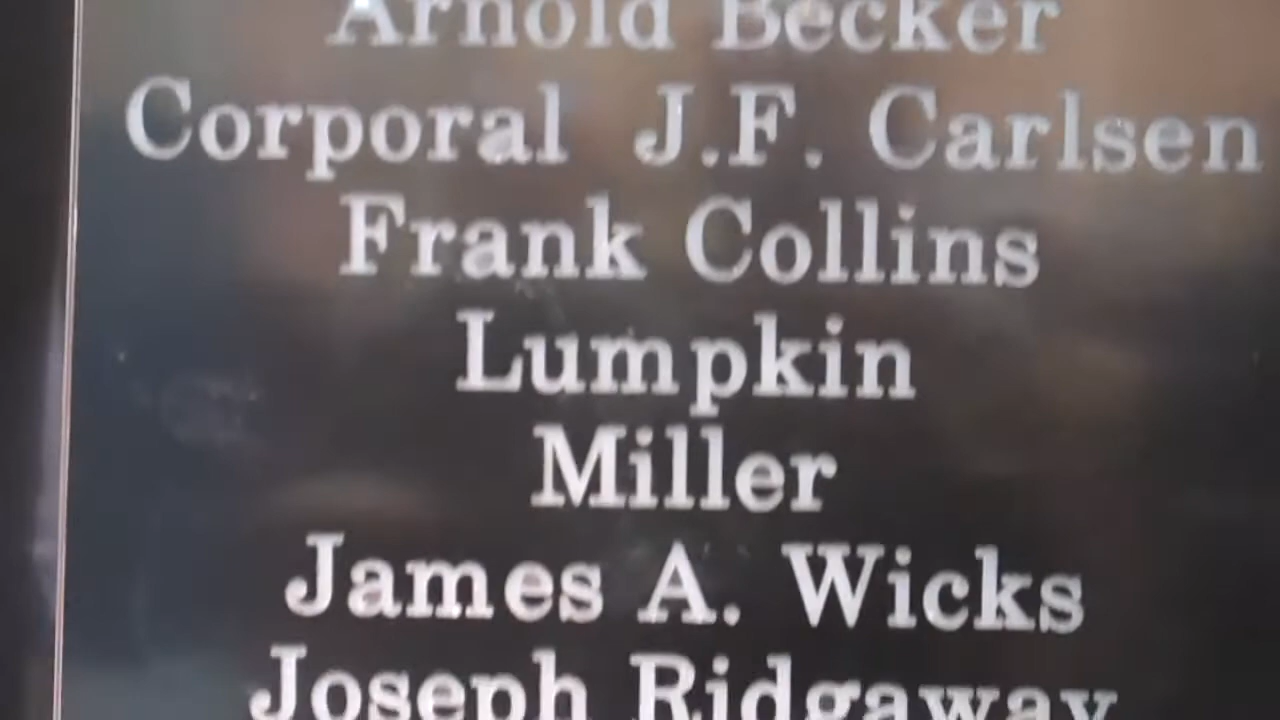 Arnold Becker
Corporal J.F. Carlsen
Frank Collins
Lumpkin
Miller
James A. Wicks
Joseph Ridgaway